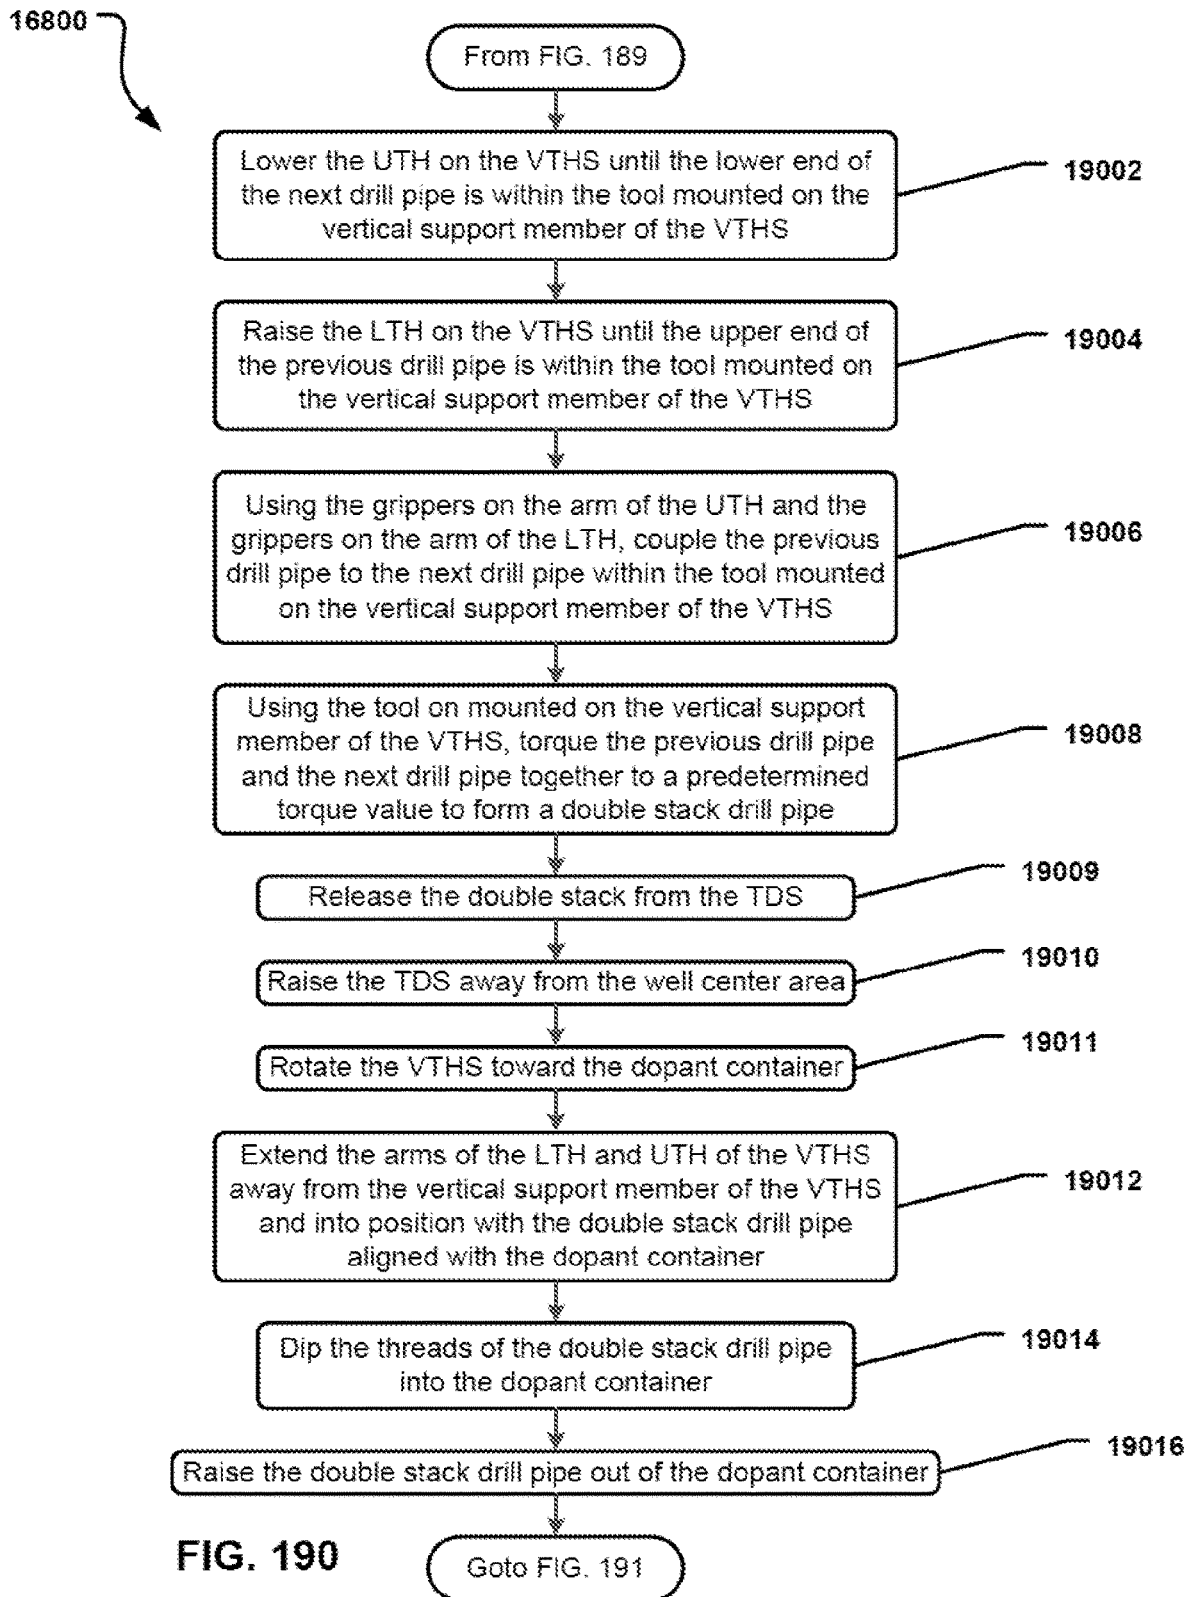 16800
From FIG. 189
Lower the UTH on the VTHS until the lower end of
the next drill pipe is within the tool mounted on the
vertical support member of the VTHS
19002
Raise the LTH on the VTHS until the upper end of
the previous drill pipe is within the tool mounted on
the vertical support member of the VTHS
19004
Using the grippers on the arm of the UTH and the
grippers on the arm of the LTH, couple the previous
drill pipe to the next drill pipe within the tool mounted
on the vertical support member of the VTHS
19006
Using the tool on mounted on the vertical support
member of the VTHS, torque the previous drill pipe
and the next drill pipe together to a predetermined
torque value to form a double stack drill pipe
19008
Release the double stack from the TDS
19009
Raise the TDS away from the well center area
19010
Rotate the VTHS toward the dopant container
19011
Extend the arms of the LTH and UTH of the VTHS
away from the vertical support member of the VTHS
and into position with the double stack drill pipe
aligned with the dopant container
19012
Dip the threads of the double stack drill pipe
into the dopant container
19014
Raise the double stack drill pipe out of the dopant container
19016
FIG. 190
Goto FIG. 191